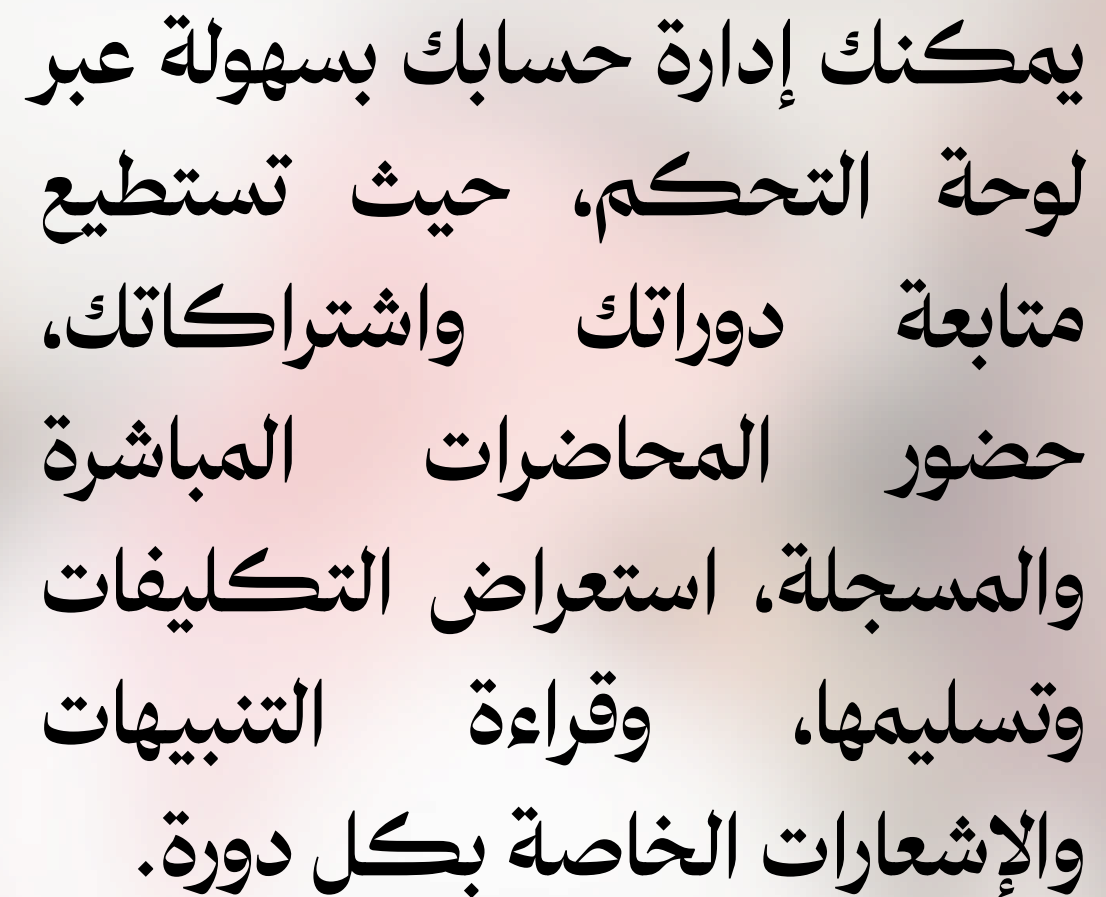 يمكنك إدارة حسابك بسهولة عبر
لوحة التحكم، حيث تستطيع
متابعة دوراتك واشتراكاتك،
حضور المحاضرات المباشرة
والمسجلة، استعراض التكليفات
وتسليمها، وقراءة التنبيهات
والإشعارات الخاصة بكل دورة.